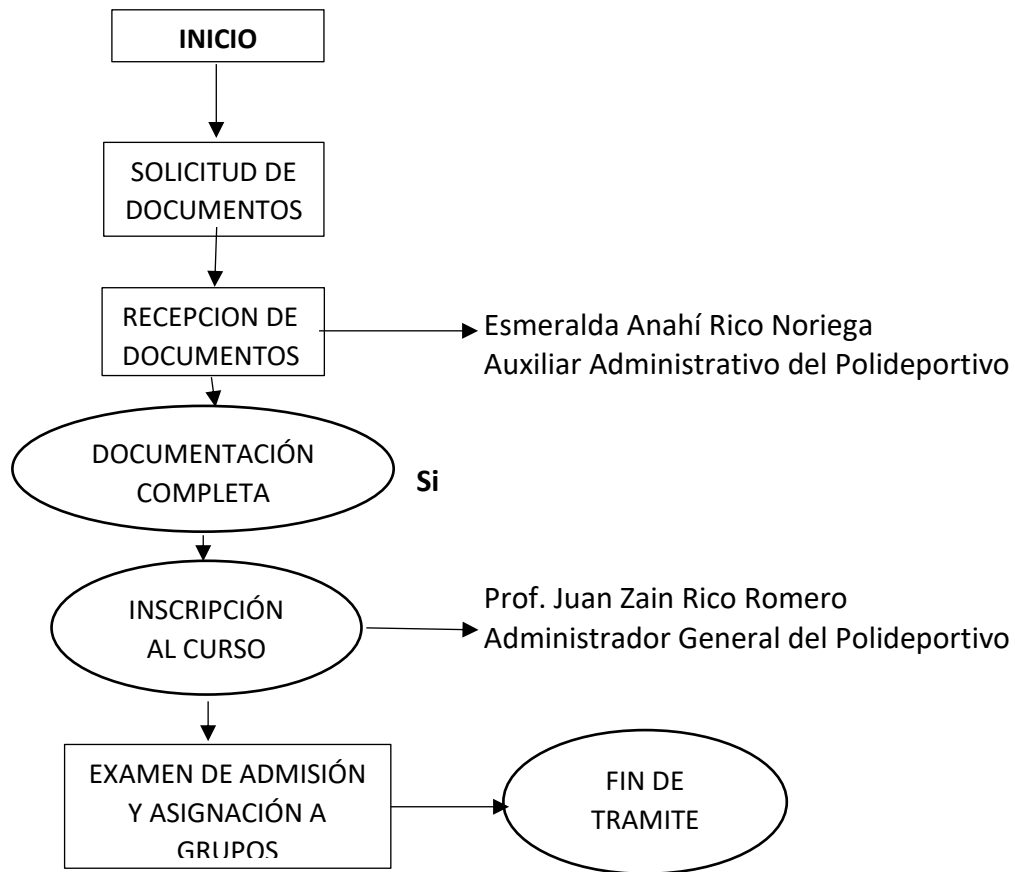 INICIO
SOLICITUD DE
DOCUMENTOS
RECEPCION DE
DOCUMENTOS
Esmeralda Anahí Rico Noriega
Auxiliar Administrativo del Polideportivo
DOCUMENTACIÓN
COMPLETA
Si
INSCRIPCIÓN
AL CURSO
Prof. Juan Zain Rico Romero
Administrador General del Polideportivo
EXAMEN DE ADMISIÓN
Y ASIGNACIÓN A
GRUPOS
FIN DE
TRAMITE